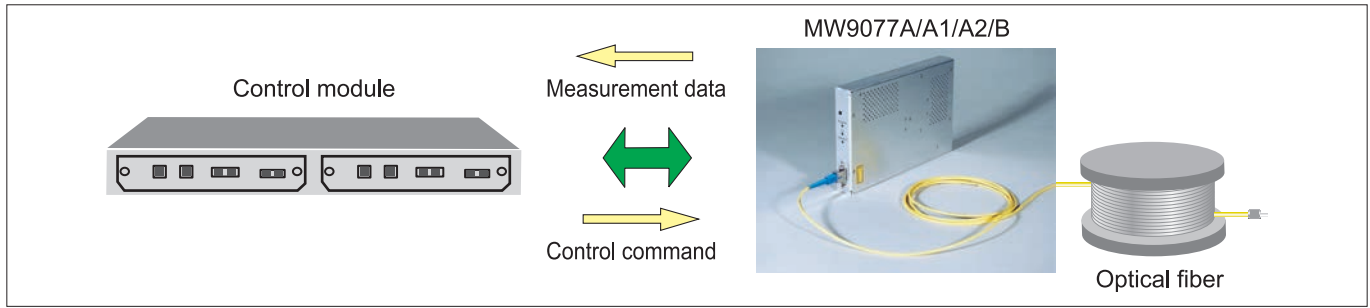 MW9077A/A1/A2/B
Control module
Measurement data
Control command
Optical fiber